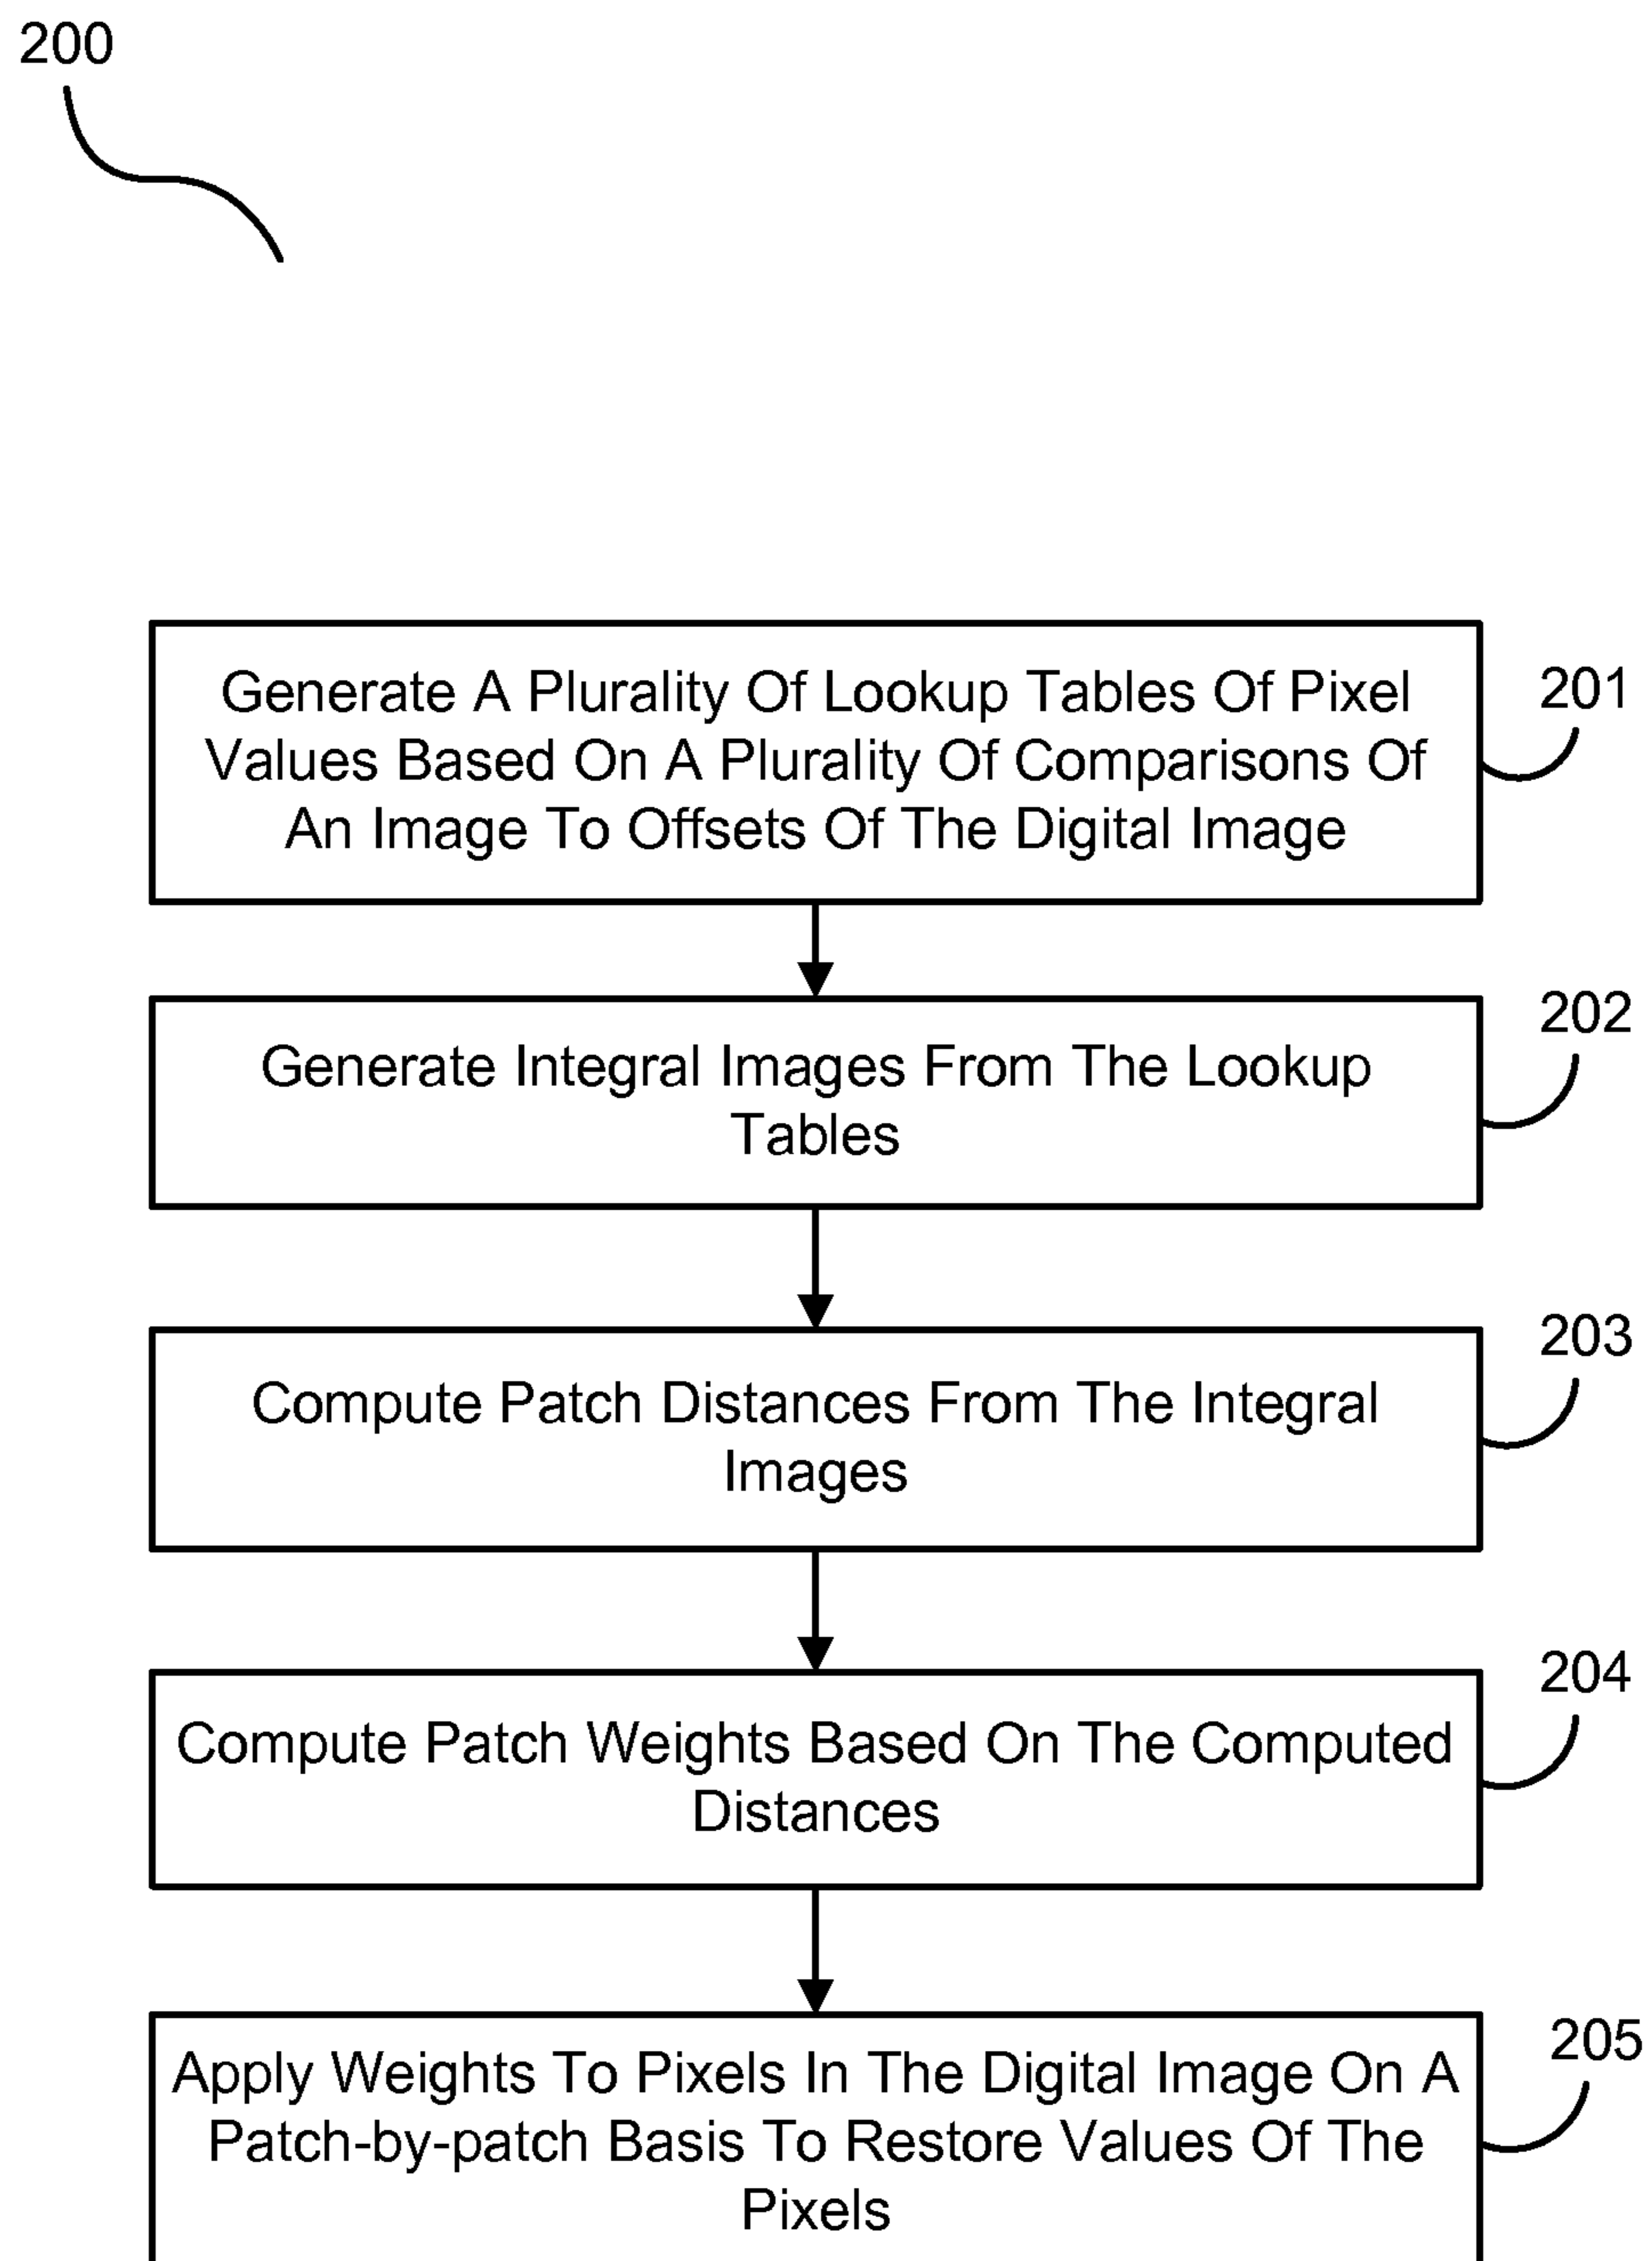 200
Generate A Plurality Of Lookup Tables Of Pixel
Values Based On A Plurality Of Comparisons Of
An Image To Offsets Of The Digital Image
201
Generate Integral Images From The Lookup
Tables
202
Compute Patch Distances From The Integral
Images
203
Compute Patch Weights Based On The Computed
Distances
204
Apply Weights To Pixels In The Digital Image On A
Patch-by-patch Basis To Restore Values Of The
Pixels
205